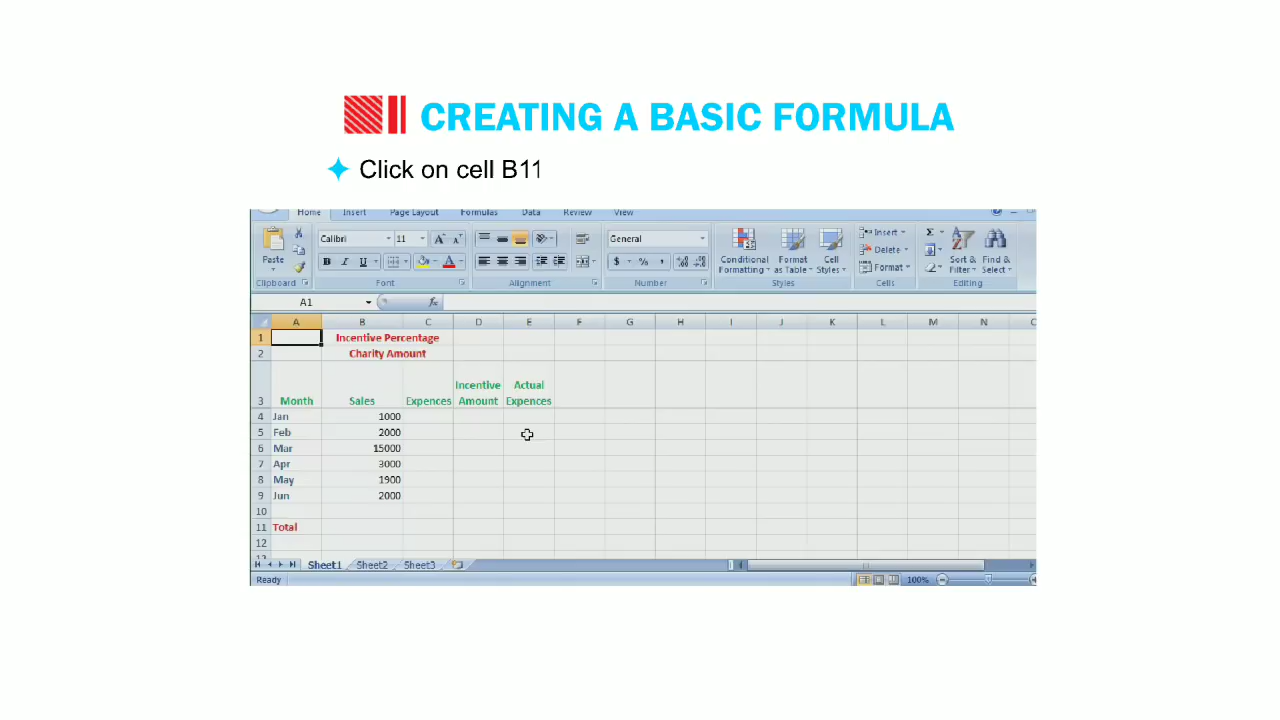 CREATING A BASIC FORMULA
Click on cell B11
Home Insert Page Layout Formulas Data Review View
Calibri 11 General Insert Σ
Paste B I U $ % , Conditional Formatting Format as Table Cell Styles Delete Sort & Filter Find & Select
Format
Clipboard Font Alignment Number Styles Cells Editing
A1 fx
A B C D E F G H I J K L M N
1 Incentive Percentage
2 Charity Amount
Incentive Actual
3 Month Sales Expences Amount Expences
4 Jan 1000
5 Feb 2000
6 Mar 15000
7 Apr 3000
8 May 1900
9 Jun 2000
10
11 Total
12
Sheet1 Sheet2 Sheet3
Ready 100%